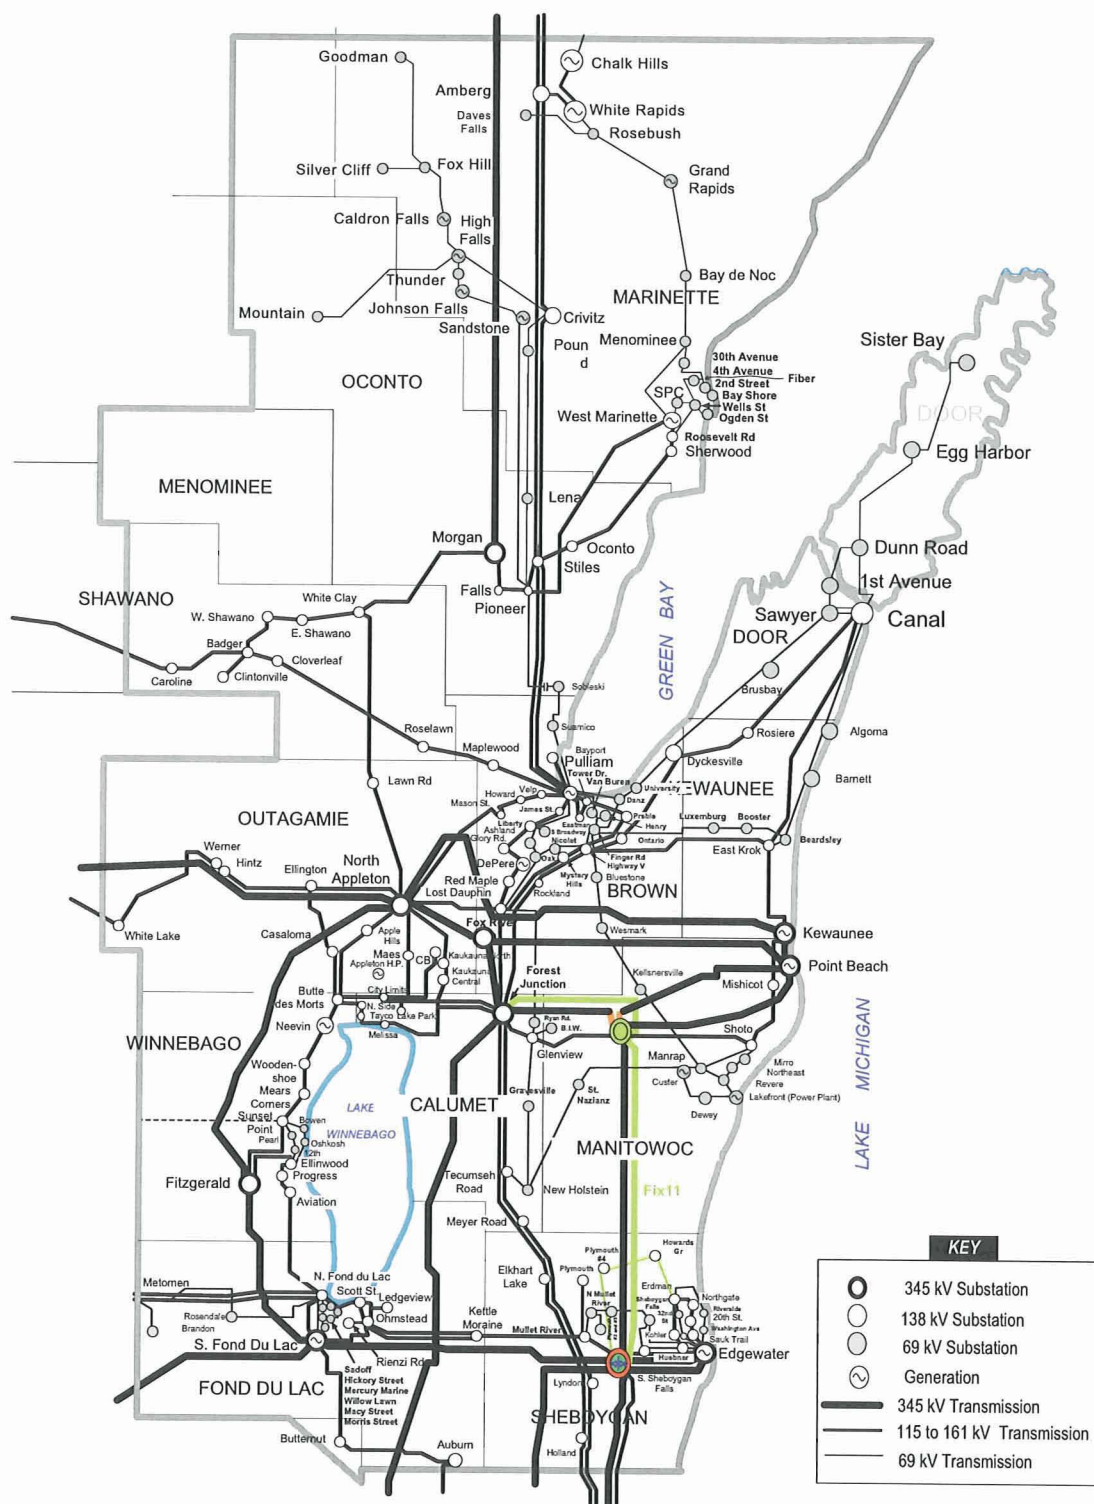 Goodman
Chalk Hills
Amberg
Daves
Falls
White Rapids
Rosebush
Silver Cliff
Fox Hill
Grand
Rapids
Caldron Falls
High
Falls
Thunder
Bay de Noc
MARINETTE
Mountain
Johnson Falls
Sandstone
Crivitz
Poun
d
Menominee
Sister Bay
30th Avenue
4th Avenue
Fiber
2nd Street
Bay Shore
Wells St
Ogden St
OCONTO
SPC
West Marinette
Roosevelt Rd
Sherwood
DOOR
Egg Harbor
MENOMINEE
Lena
Morgan
Oconto
Stiles
Dunn Road
1st Avenue
Falls
Pioneer
Sawyer
Canal
DOOR
SHAWANO
White Clay
W. Shawano
E. Shawano
Badger
Cloverleaf
Caroline
Clintonville
GREEN BAY
Brusbay
Sobieski
Suamico
Roselawn
Maplewood
Rosiere
Algoma
Bayport
Pulliam
Tower Dr.
Van Buren
Dyckesville
KEWAUNEE
Barnett
Lawn Rd
Howard
Velp
University
Danz
Mason St.
James St.
Preble
OUTAGAMIE
Liberty
Eastman
Henry
Luxemburg
Booster
Ashland
S Broadway
Glory Rd.
Nicolet
Ontario
Beardsley
East Krok
Werner
Hintz
Ellington
North
Appleton
DePere
Oak
Finger Rd
Highway V
Mystery
Hills
Bluestone
Red Maple
Lost Dauphin
Rockland
BROWN
White Lake
Fox River
Wesmark
Kewaunee
Casaloma
Apple
Hills
Maes
Appleton H.P.
CB
Kaukauna North
Kaukauna
Central
Forest
Junction
Kellsnersville
Point Beach
Mishicot
City Limits
Butte
des Morts
N. Side
Tayco
Lake Park
Melissa
Neevin
WINNEBAGO
Ryan Rd.
B.I.W.
Glenview
Shoto
Manrap
Mirro
Northeast
Revere
Custer
Lakefront (Power Plant)
Dewey
LAKE MICHIGAN
Wooden-
shoe
Mears
Corners
Sunset
Point
Pearl
Bowen
Oshkosh
12th
Ellinwood
Progress
Aviation
LAKE
WINNEBAGO
CALUMET
Gravesville
St.
Nazianz
MANITOWOC
Fitzgerald
Tecumseh
Road
New Holstein
Fix11
Meyer Road
Howards
Gr
Plymouth
#4
Plymouth
Elkhart
Lake
Metomen
N. Fond du Lac
Scott St.
Ledgeview
Rosendale
Brandon
Ohmstead
Kettle
Moraine
Mullet River
N Mullet
River
Sheboygan
Falls
Erdman
Northgate
Riverside
20th St.
Washington Ave
32nd
St
Kohler
Sauk Trail
Huebner
Edgewater
S. Fond Du Lac
Rienzi Rd
FOND DU LAC
Sadoff
Hickory Street
Mercury Marine
Willow Lawn
Macy Street
Morris Street
Lyndon
S. Sheboygan
Falls
SHEBOYGAN
Butternut
Auburn
Holland
KEY
345 kV Substation
138 kV Substation
69 kV Substation
Generation
345 kV Transmission
115 to 161 kV Transmission
69 kV Transmission